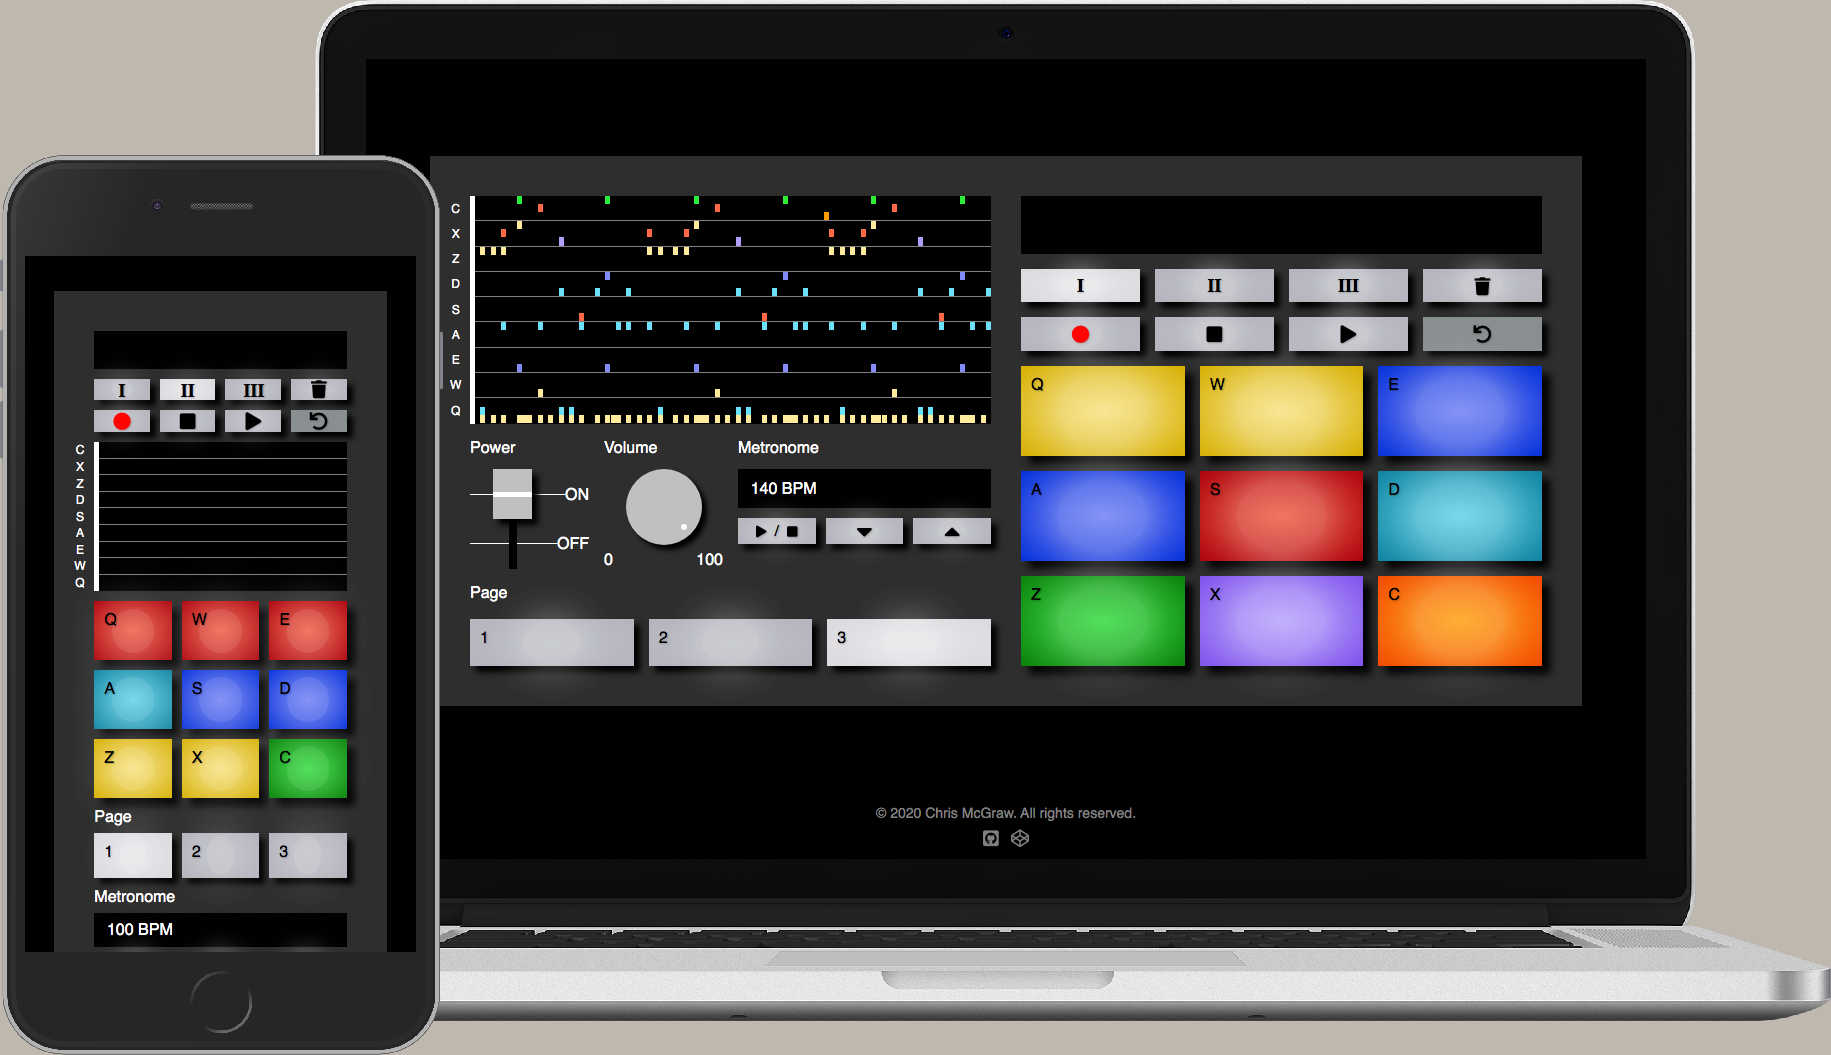 I II III
C
X
Z
D
S
A
E
W
Q
Q W E
A S D
Z X C
Page
1 2 3
Metronome
100 BPM
C
X
Z
D
S
A
E
W
Q
Power
ON
OFF
Volume
0 100
Metronome
140 BPM
/
Page
1 2 3
I II III
Q W E
A S D
Z X C
© 2020 Chris McGraw. All rights reserved.